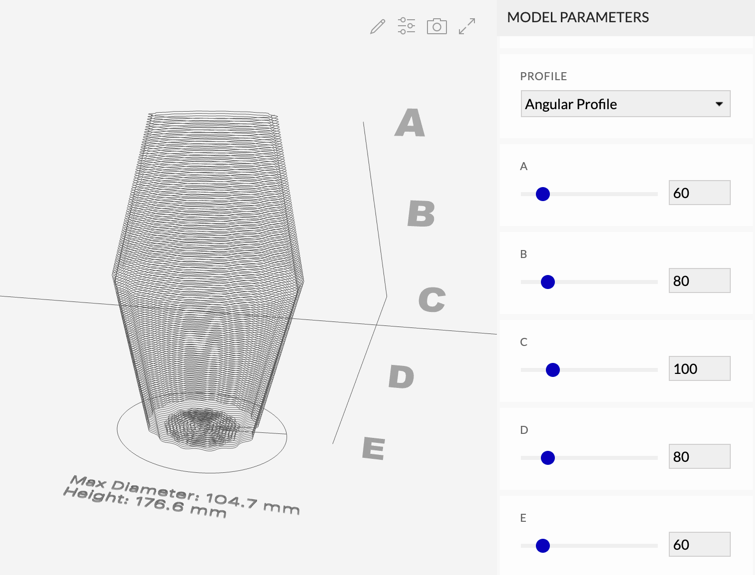 MODEL PARAMETERS
PROFILE
Angular Profile
A
60
B
80
C
100
D
80
E
60
A
B
C
D
E
Max Diameter: 104.7 mm
Height: 176.6 mm